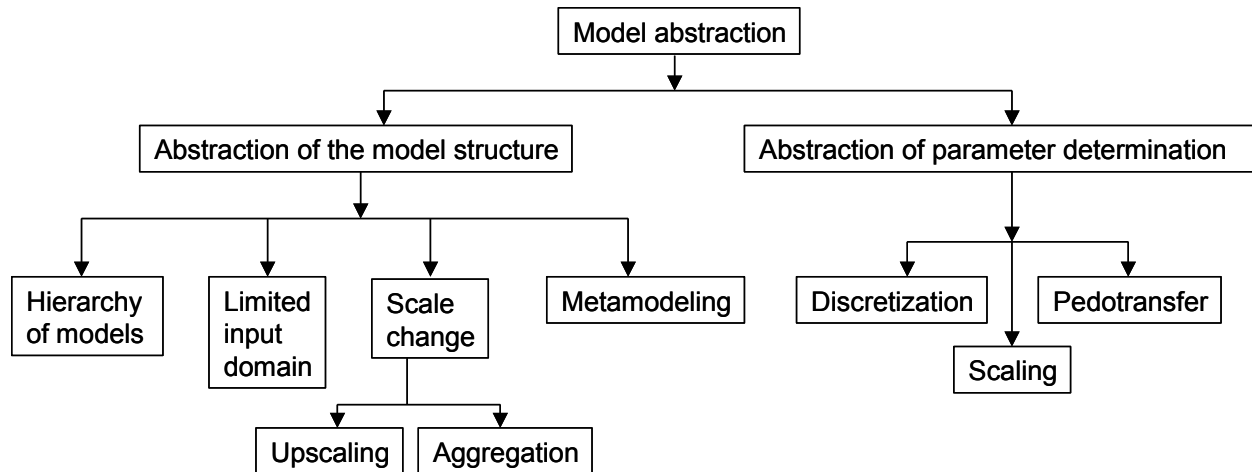 Model abstraction
Abstraction of the model structure
Abstraction of parameter determination
Hierarchy
of models
Limited
input
domain
Scale
change
Metamodeling
Discretization
Pedotransfer
Scaling
Upscaling
Aggregation